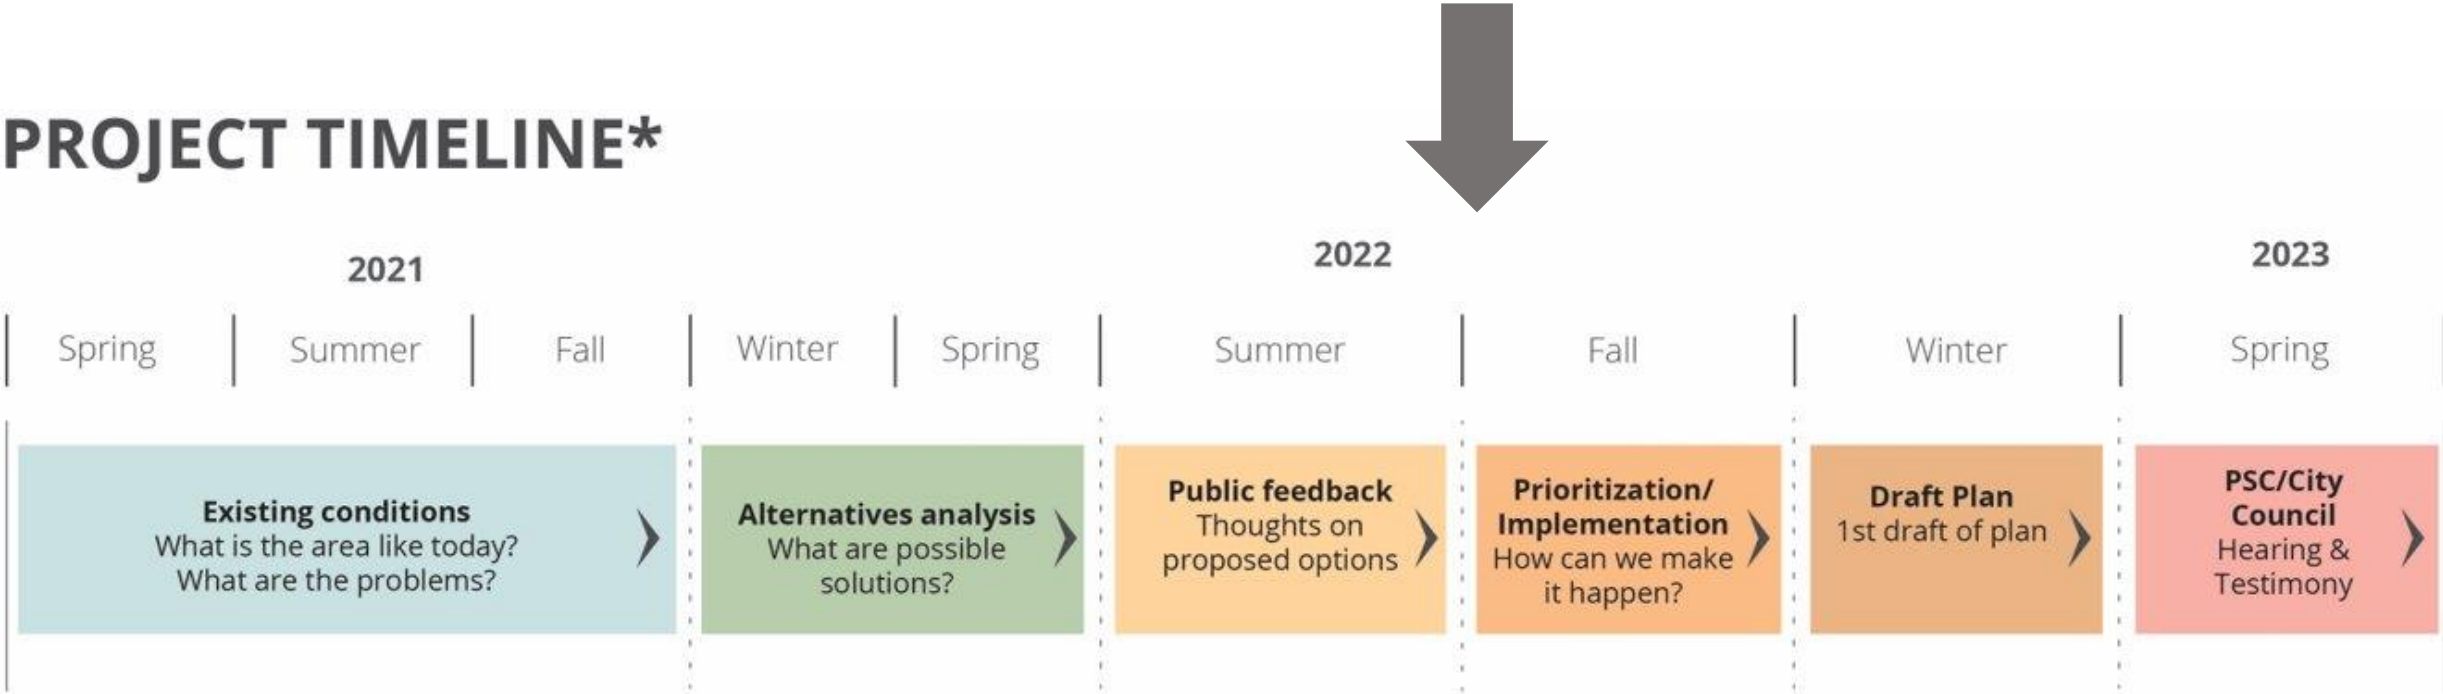 PROJECT TIMELINE*
2021
2022
2023
Spring
Summer
Fall
Winter
Spring
Summer
Fall
Winter
Spring
Existing conditions
What is the area like today?
What are the problems?
Alternatives analysis
What are possible
solutions?
Public feedback
Thoughts on
proposed options
Prioritization/
Implementation
How can we make
it happen?
Draft Plan
1st draft of plan
PSC/City
Council
Hearing &
Testimony